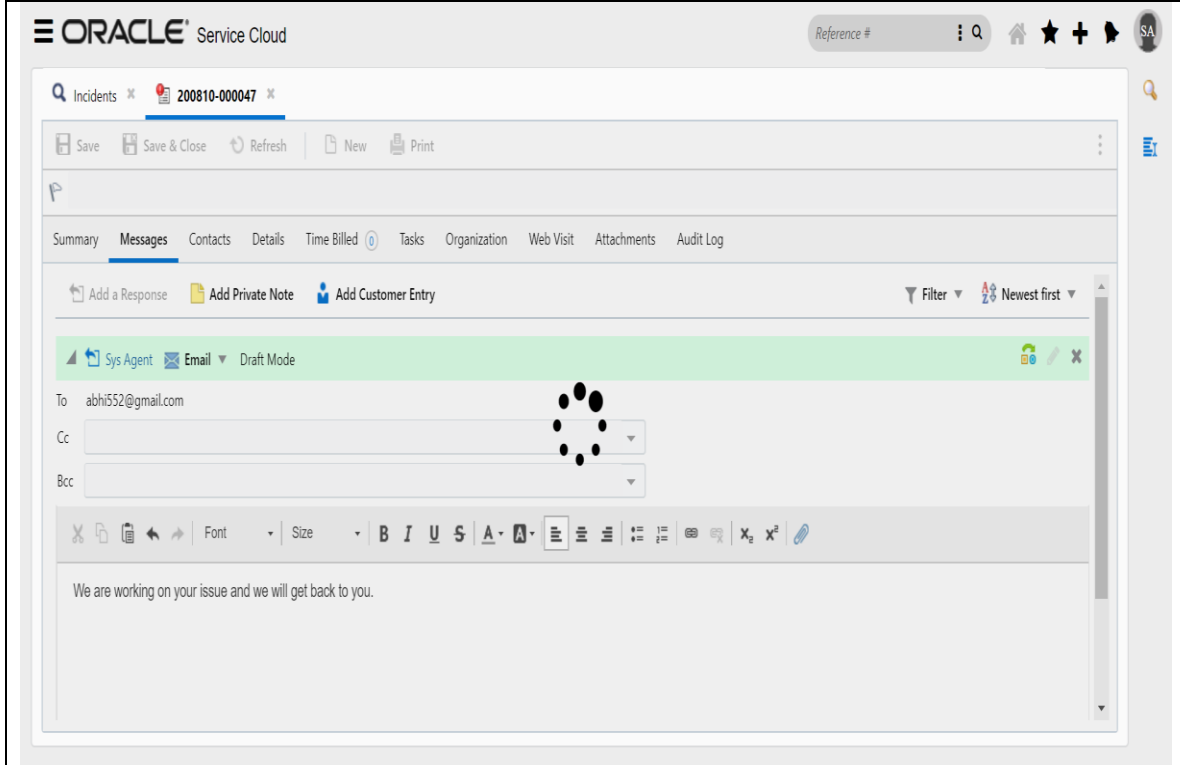 ORACLE Service Cloud Reference # SA
Incidents 200810-000047
Save Save & Close Refresh New Print
Summary Messages Contacts Details Time Billed 0 Tasks Organization Web Visit Attachments Audit Log
Add a Response Add Private Note Add Customer Entry Filter Newest first
Sys Agent Email Draft Mode
To abhi552@gmail.com
Cc
Bcc
Font Size B I U S A A X₂ X²
We are working on your issue and we will get back to you.